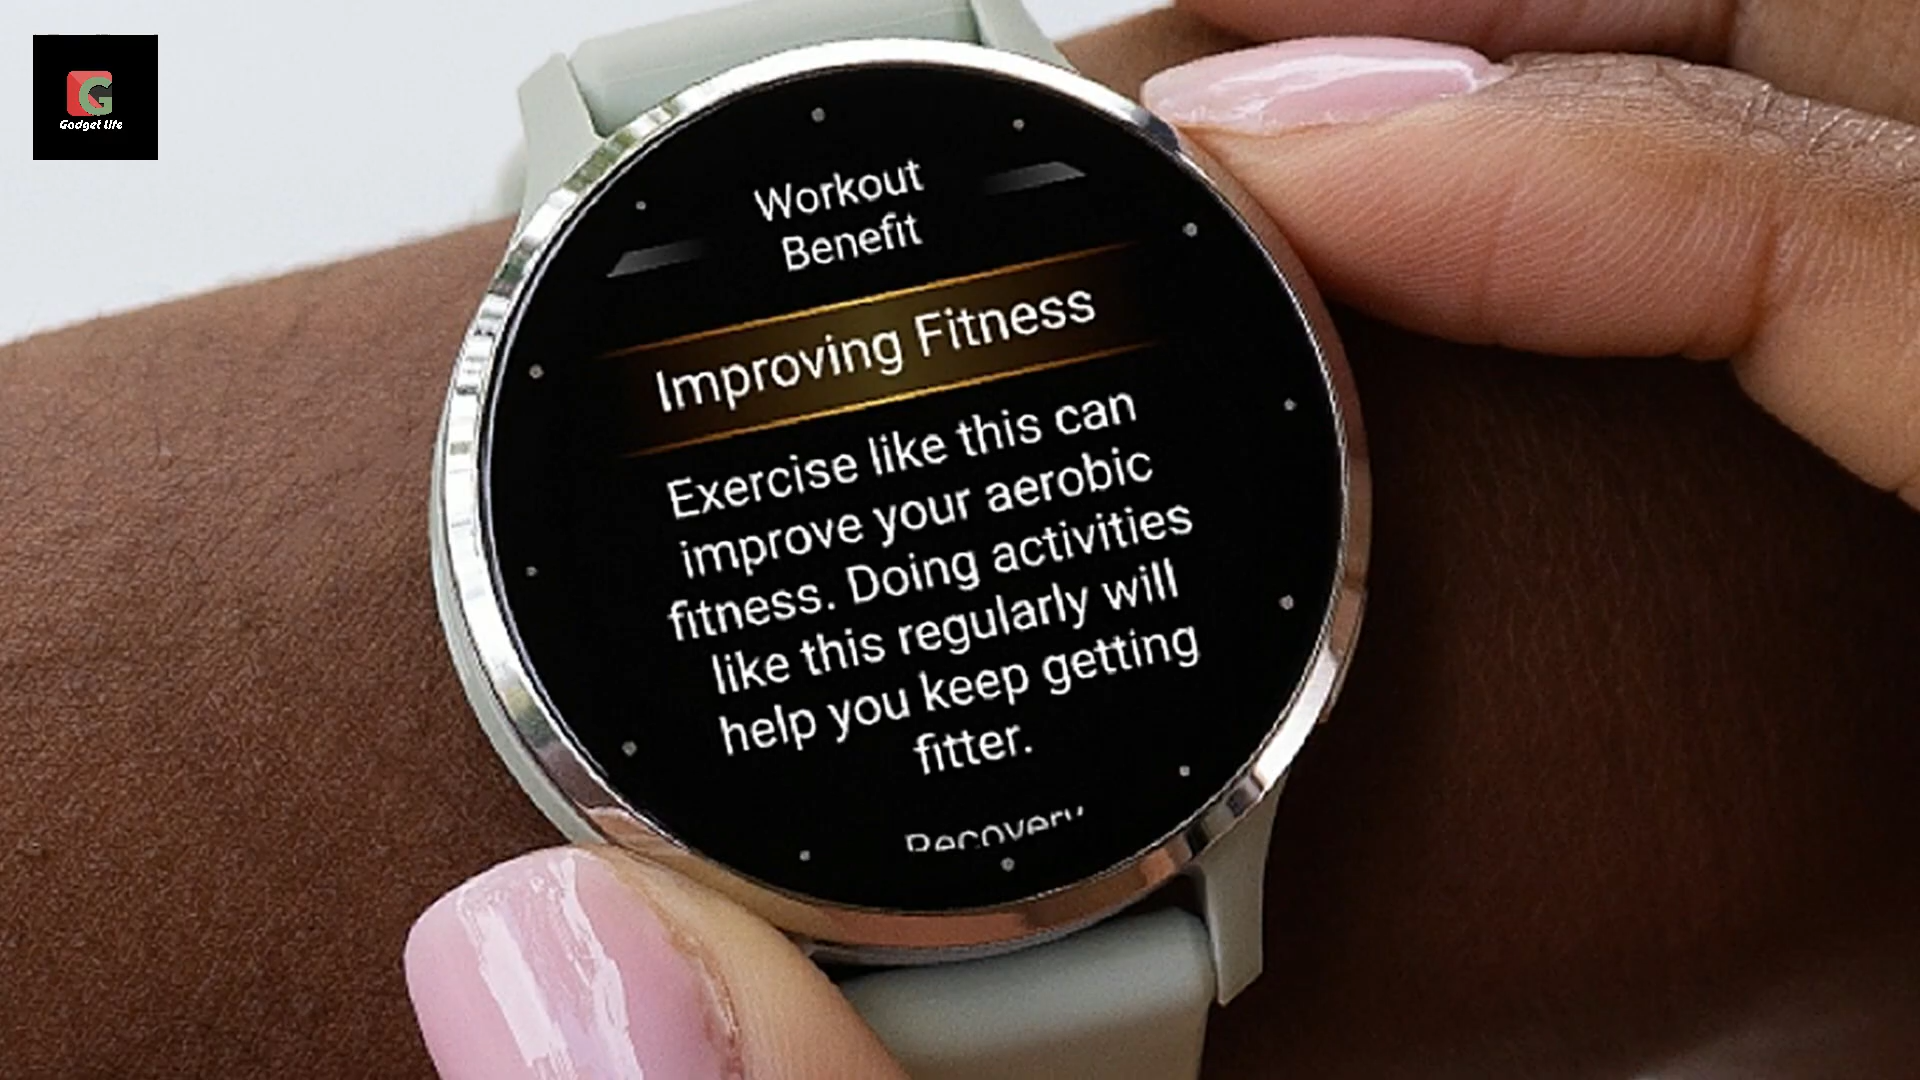 G
Gadget life
Workout
Benefit
Improving Fitness
Exercise like this can
improve your aerobic
fitness. Doing activities
like this regularly will
help you keep getting
fitter.
Recovery